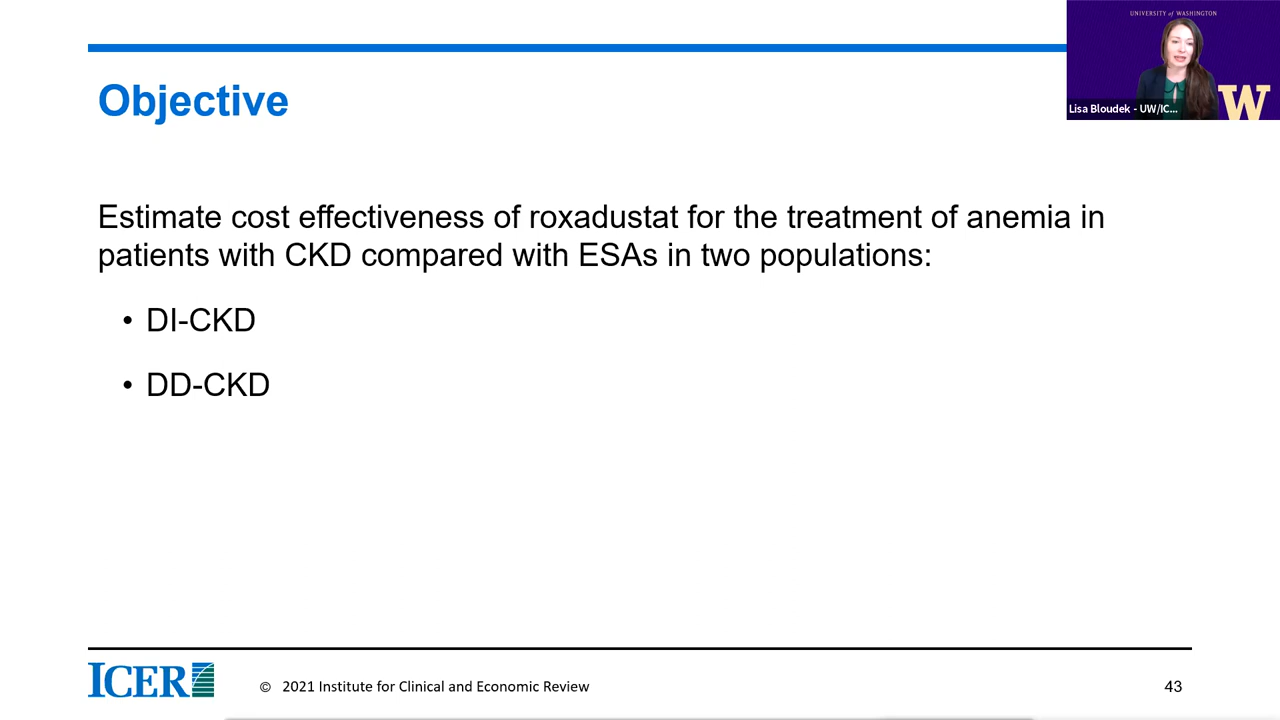 UNIVERSITY of WASHINGTON
W
Lisa Bloudek - UW/IC...
Objective
Estimate cost effectiveness of roxadustat for the treatment of anemia in
patients with CKD compared with ESAs in two populations:
• DI-CKD
• DD-CKD
ICER
© 2021 Institute for Clinical and Economic Review
43